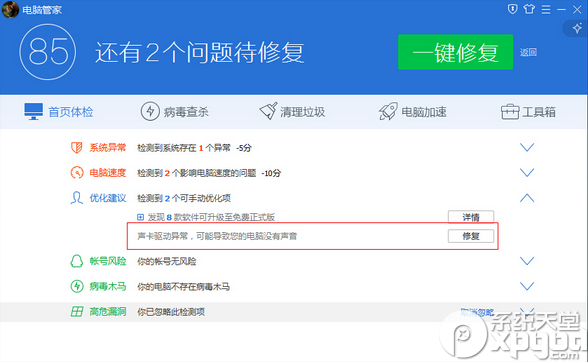 电脑管家
85 还有2个问题待修复 一键修复 返回
首页体检 病毒查杀 清理垃圾 电脑加速 工具箱
系统异常 检测到系统存在 1 个异常 -5分
电脑速度 检测到 2 个影响电脑速度的问题 -10分
优化建议 检测到 2 个可手动优化项
发现 8 款软件可升级至免费正式版 详情
声卡驱动异常，可能导致您的电脑没有声音 修复
帐号风险 你的帐号无风险
病毒木马 你的电脑不存在病毒木马
高危漏洞 你已忽略此检测项 取消忽略
系统天堂
xpgbu